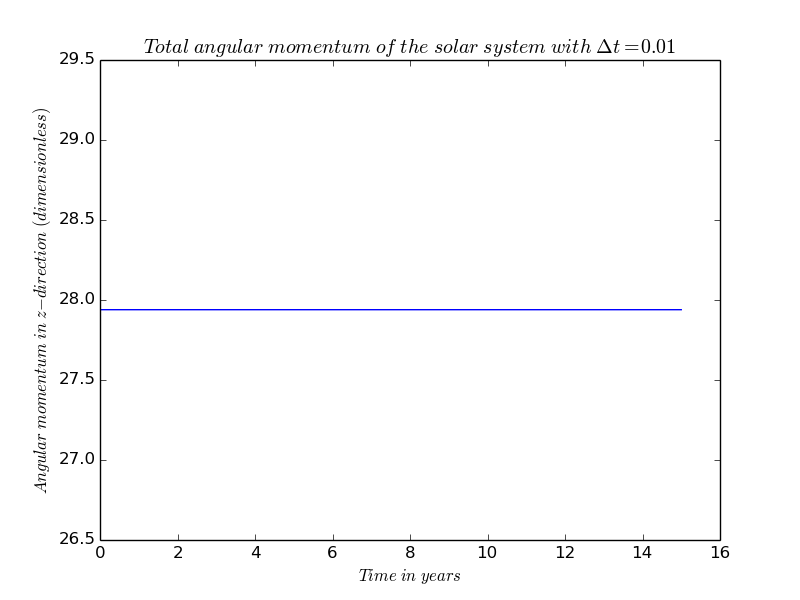 Total angular momentum of the solar system with Δt=0.01
29.5
29.0
28.5
28.0
27.5
27.0
26.5
Angular momentum in z−direction (dimensionless)
0 2 4 6 8 10 12 14 16
Time in years